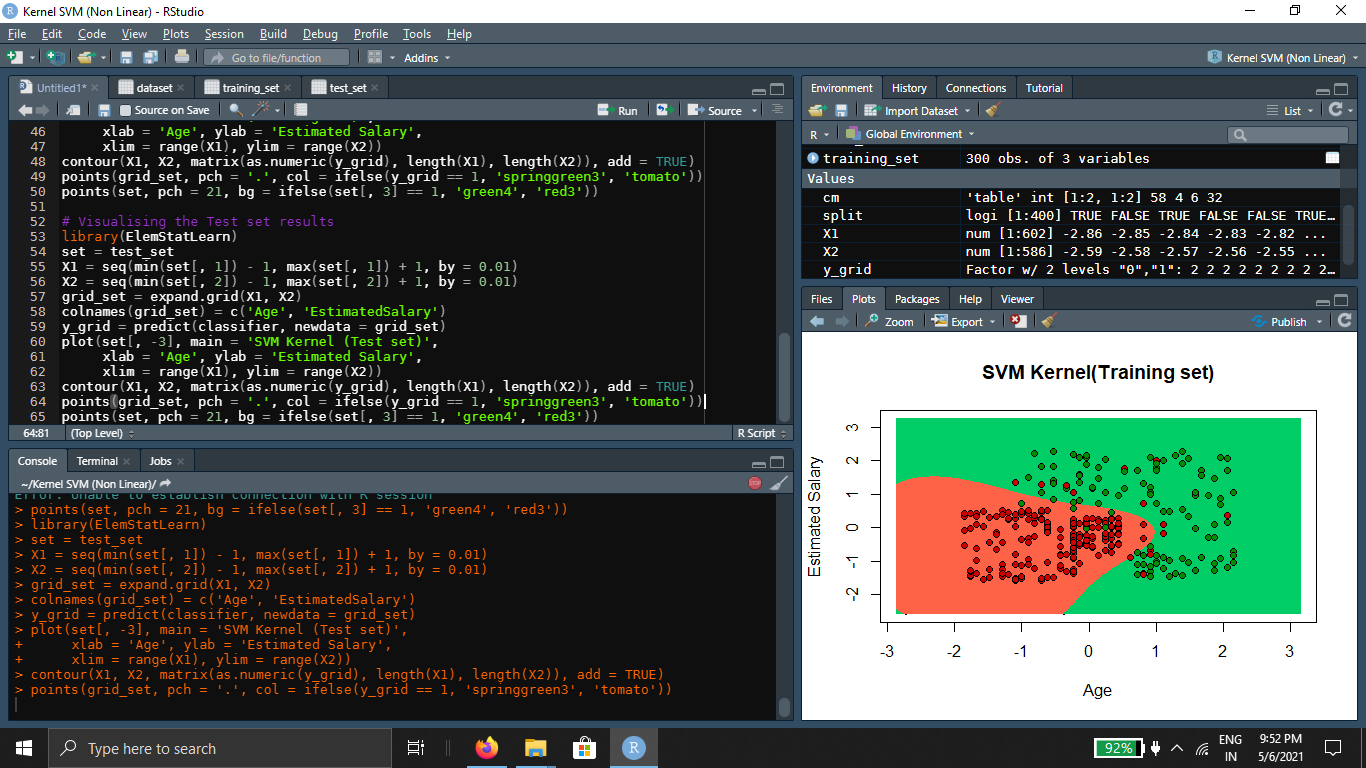 Kernel SVM (Non Linear) - RStudio
File Edit Code View Plots Session Build Debug Profile Tools Help
Go to file/function Addins Kernel SVM (Non Linear)
Untitled1* dataset training_set test_set
Source on Save Run Source
46 xlab = 'Age', ylab = 'Estimated Salary',
47 xlim = range(X1), ylim = range(X2))
48 contour(X1, X2, matrix(as.numeric(y_grid), length(X1), length(X2)), add = TRUE)
49 points(grid_set, pch = '.', col = ifelse(y_grid == 1, 'springgreen3', 'tomato'))
50 points(set, pch = 21, bg = ifelse(set[, 3] == 1, 'green4', 'red3'))
51
52 # Visualising the Test set results
53 library(ElemStatLearn)
54 set = test_set
55 X1 = seq(min(set[, 1]) - 1, max(set[, 1]) + 1, by = 0.01)
56 X2 = seq(min(set[, 2]) - 1, max(set[, 2]) + 1, by = 0.01)
57 grid_set = expand.grid(X1, X2)
58 colnames(grid_set) = c('Age', 'EstimatedSalary')
59 y_grid = predict(classifier, newdata = grid_set)
60 plot(set[, -3], main = 'SVM Kernel (Test set)',
61 xlab = 'Age', ylab = 'Estimated Salary',
62 xlim = range(X1), ylim = range(X2))
63 contour(X1, X2, matrix(as.numeric(y_grid), length(X1), length(X2)), add = TRUE)
64 points(grid_set, pch = '.', col = ifelse(y_grid == 1, 'springgreen3', 'tomato'))
65 points(set, pch = 21, bg = ifelse(set[, 3] == 1, 'green4', 'red3'))
64:81 (Top Level) R Script
Console Terminal Jobs
~/Kernel SVM (Non Linear)/
Error: Unable to establish connection with R session
> points(set, pch = 21, bg = ifelse(set[, 3] == 1, 'green4', 'red3'))
> library(ElemStatLearn)
> set = test_set
> X1 = seq(min(set[, 1]) - 1, max(set[, 1]) + 1, by = 0.01)
> X2 = seq(min(set[, 2]) - 1, max(set[, 2]) + 1, by = 0.01)
> grid_set = expand.grid(X1, X2)
> colnames(grid_set) = c('Age', 'EstimatedSalary')
> y_grid = predict(classifier, newdata = grid_set)
> plot(set[, -3], main = 'SVM Kernel (Test set)',
+ xlab = 'Age', ylab = 'Estimated Salary',
+ xlim = range(X1), ylim = range(X2))
> contour(X1, X2, matrix(as.numeric(y_grid), length(X1), length(X2)), add = TRUE)
> points(grid_set, pch = '.', col = ifelse(y_grid == 1, 'springgreen3', 'tomato'))
Environment History Connections Tutorial
Import Dataset List
R Global Environment
training_set 300 obs. of 3 variables
Values
cm 'table' int [1:2, 1:2] 58 4 6 32
split logi [1:400] TRUE FALSE TRUE FALSE FALSE TRUE…
X1 num [1:602] -2.86 -2.85 -2.84 -2.83 -2.82 ...
X2 num [1:586] -2.59 -2.58 -2.57 -2.56 -2.55 ...
y_grid Factor w/ 2 levels "0","1": 2 2 2 2 2 2 2 2 2…
Files Plots Packages Help Viewer
Zoom Export Publish
SVM Kernel(Training set)
Estimated Salary
3
2
1
0
-1
-2
-3 -2 -1 0 1 2 3
Age
Type here to search
92%
ENG
IN
9:52 PM
5/6/2021